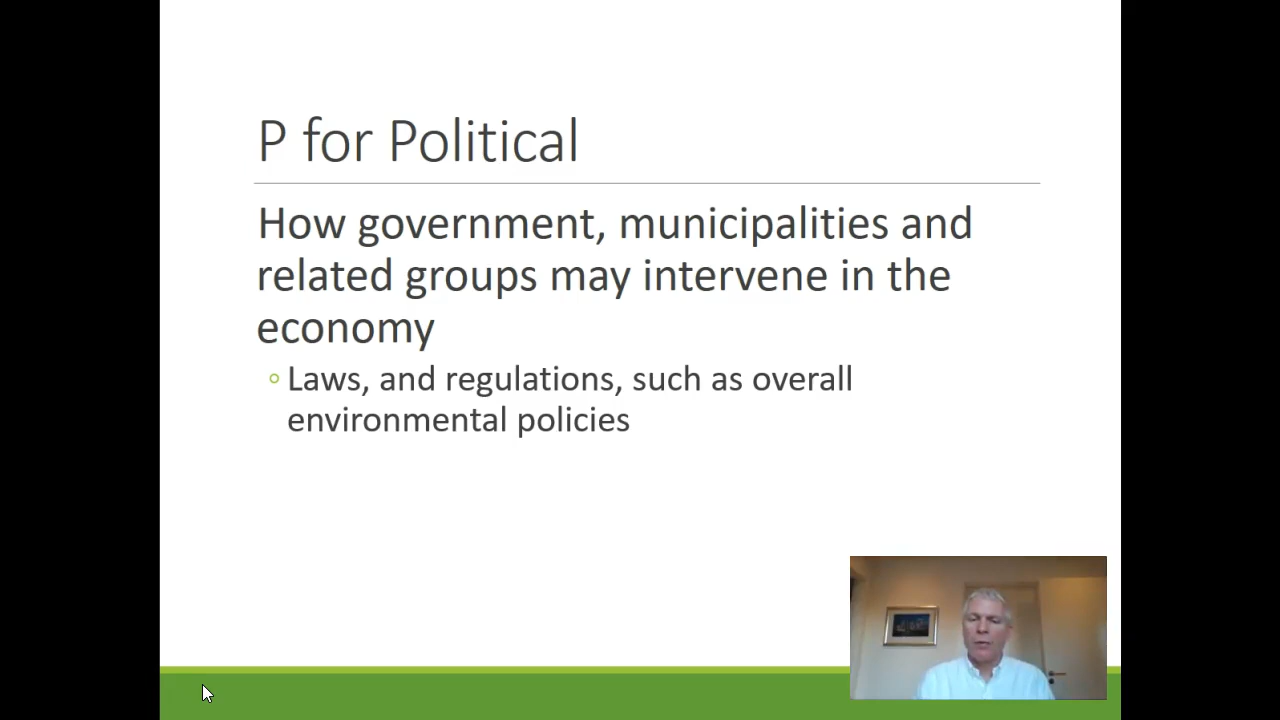 P for Political
How government, municipalities and
related groups may intervene in the
economy
Laws, and regulations, such as overall
environmental policies